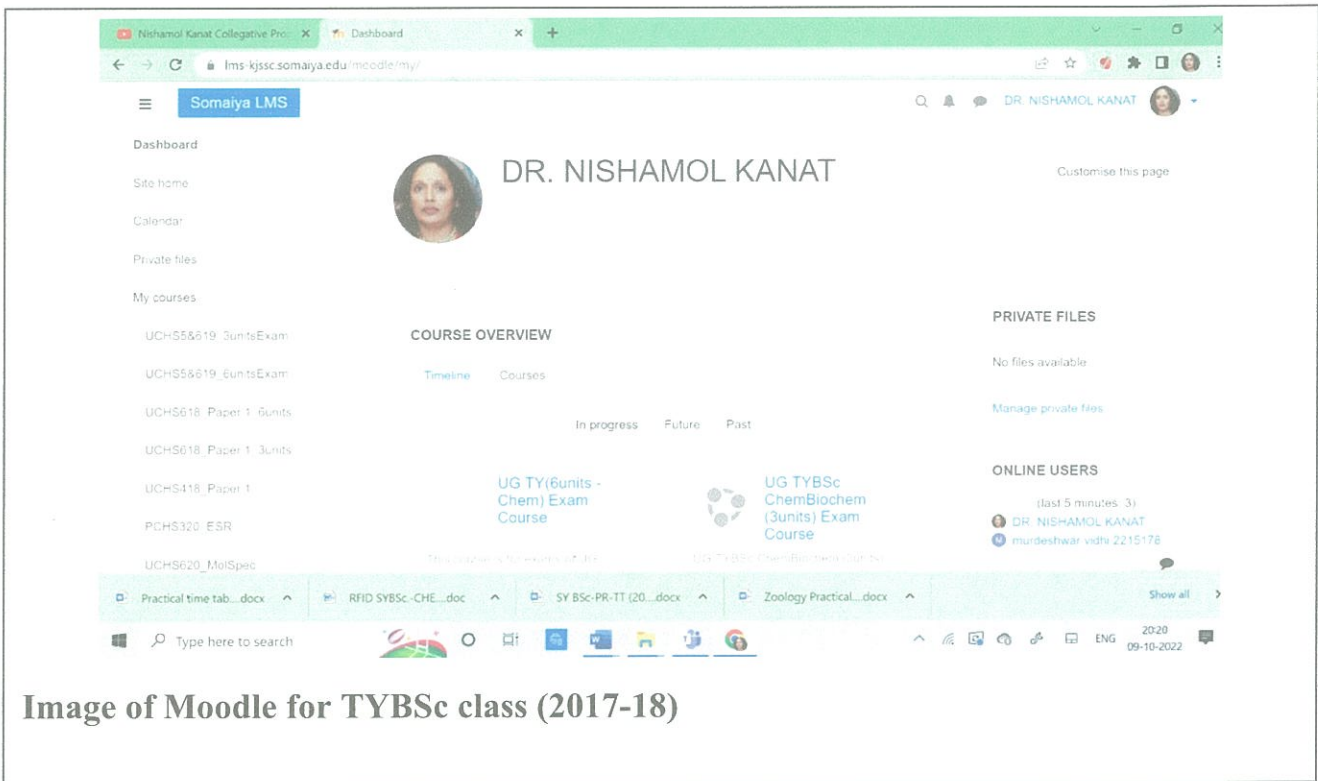 Nishamol Kanat Collegative Pro
Dashboard
lms-kjssc.somaiya.edu/moodle/my/
Somaiya LMS
DR. NISHAMOL KANAT
Dashboard
Site home
Calendar
Private files
My courses
UCHS5&619_3unitsExam
UCHS5&619_6unitsExam
UCHS618_Paper 1_6units
UCHS618_Paper 1_3units
UCHS418_Paper 1
PCHS320_ESR
UCHS620_MolSpec
DR. NISHAMOL KANAT
Customise this page
COURSE OVERVIEW
Timeline Courses
In progress Future Past
UG TY(6units -
Chem) Exam
Course
UG TYBSc
ChemBiochem
(3units) Exam
Course
PRIVATE FILES
No files available
Manage private files
ONLINE USERS
(last 5 minutes: 3)
DR. NISHAMOL KANAT
murdeshwar vidhi 2215178
Practical time tab....docx
RFID SYBSc.-CHE....doc
SY BSc-PR-TT (20....docx
Zoology Practical....docx
Show all
Type here to search
ENG
20:20
09-10-2022
Image of Moodle for TYBSc class (2017-18)